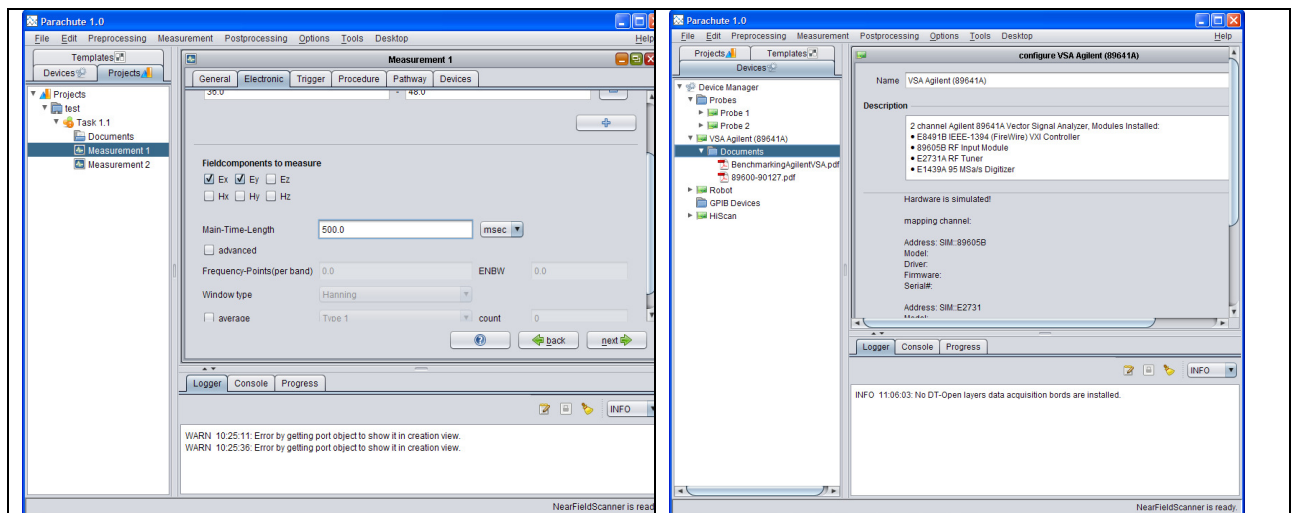 Parachute 1.0
File Edit Preprocessing Measurement Postprocessing Options Tools Desktop Help
Templates
Devices Projects
Projects
test
Task 1.1
Documents
Measurement 1
Measurement 2
Measurement 1
General Electronic Trigger Procedure Pathway Devices
36.0 - 48.0
Fieldcomponents to measure
Ex Ey Ez
Hx Hy Hz
Main-Time-Length 500.0 msec
advanced
Frequency-Points(per band) 0.0 ENBW 0.0
Window type Hanning
average Type 1 count 0
back next
Logger Console Progress
INFO
WARN 10:25:11: Error by getting port object to show it in creation view.
WARN 10:25:36: Error by getting port object to show it in creation view.
NearFieldScanner is read
Parachute 1.0
File Edit Preprocessing Measurement Postprocessing Options Tools Desktop Help
Projects Templates
Devices
Device Manager
Probes
Probe 1
Probe 2
VSA Agilent (89641A)
Documents
BenchmarkingAgilentVSA.pdf
89600-90127.pdf
Robot
GPIB Devices
HiScan
configure VSA Agilent (89641A)
Name VSA Agilent (89641A)
Description
2 channel Agilent 89641A Vector Signal Analyzer, Modules Installed:
• E8491B IEEE-1394 (FireWire) VXI Controller
• 89605B RF Input Module
• E2731A RF Tuner
• E1439A 95 MSa/s Digitizer
Hardware is simulated!
mapping channel:
Address: SIM::89605B
Model:
Driver:
Firmware:
Serial#:
Address: SIM::E2731
Model:
Logger Console Progress
INFO
INFO 11:06:03: No DT-Open layers data acquisition bords are installed.
NearFieldScanner is ready.